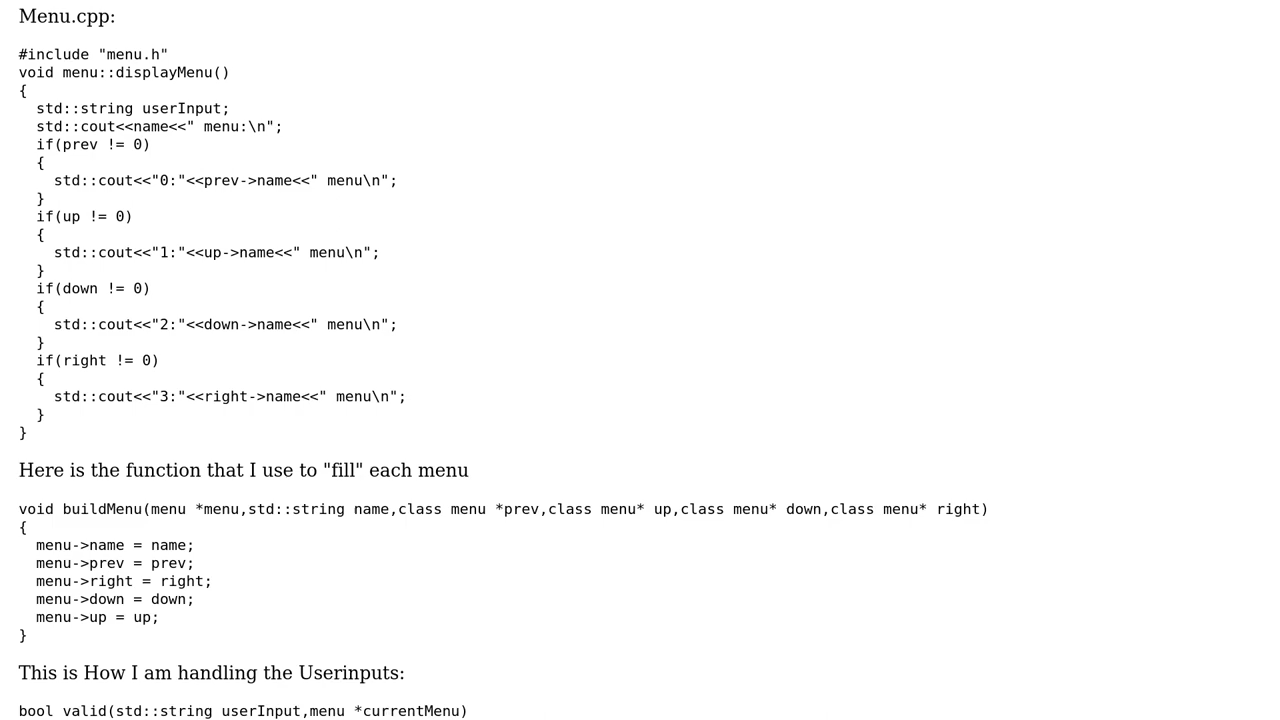 Menu.cpp:
#include "menu.h"
void menu::displayMenu()
{
  std::string userInput;
  std::cout<<name<<" menu:\n";
  if(prev != 0)
  {
    std::cout<<"0:"<<prev->name<<" menu\n";
  }
  if(up != 0)
  {
    std::cout<<"1:"<<up->name<<" menu\n";
  }
  if(down != 0)
  {
    std::cout<<"2:"<<down->name<<" menu\n";
  }
  if(right != 0)
  {
    std::cout<<"3:"<<right->name<<" menu\n";
  }
}
Here is the function that I use to "fill" each menu
void buildMenu(menu *menu,std::string name,class menu *prev,class menu* up,class menu* down,class menu* right)
{
  menu->name = name;
  menu->prev = prev;
  menu->right = right;
  menu->down = down;
  menu->up = up;
}
This is How I am handling the Userinputs:
bool valid(std::string userInput,menu *currentMenu)